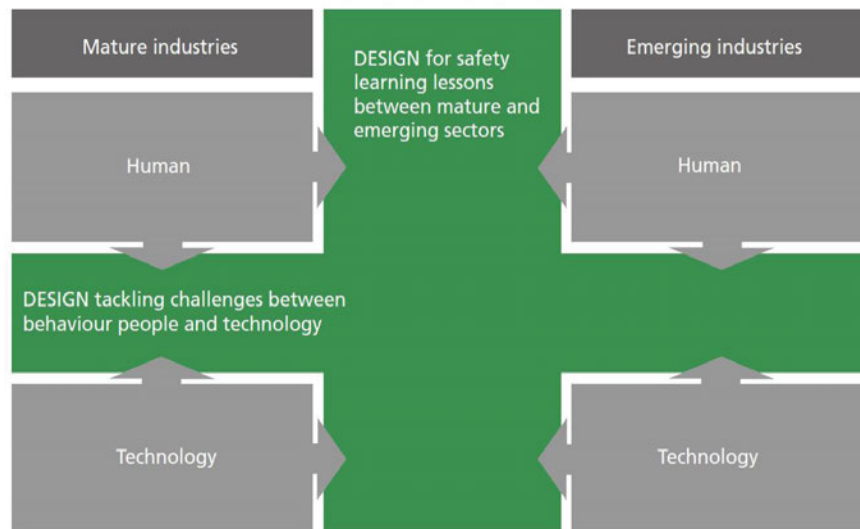 Mature industries
DESIGN for safety
learning lessons
between mature and
emerging sectors
Emerging industries
Human
Human
DESIGN tackling challenges between
behaviour people and technology
Technology
Technology